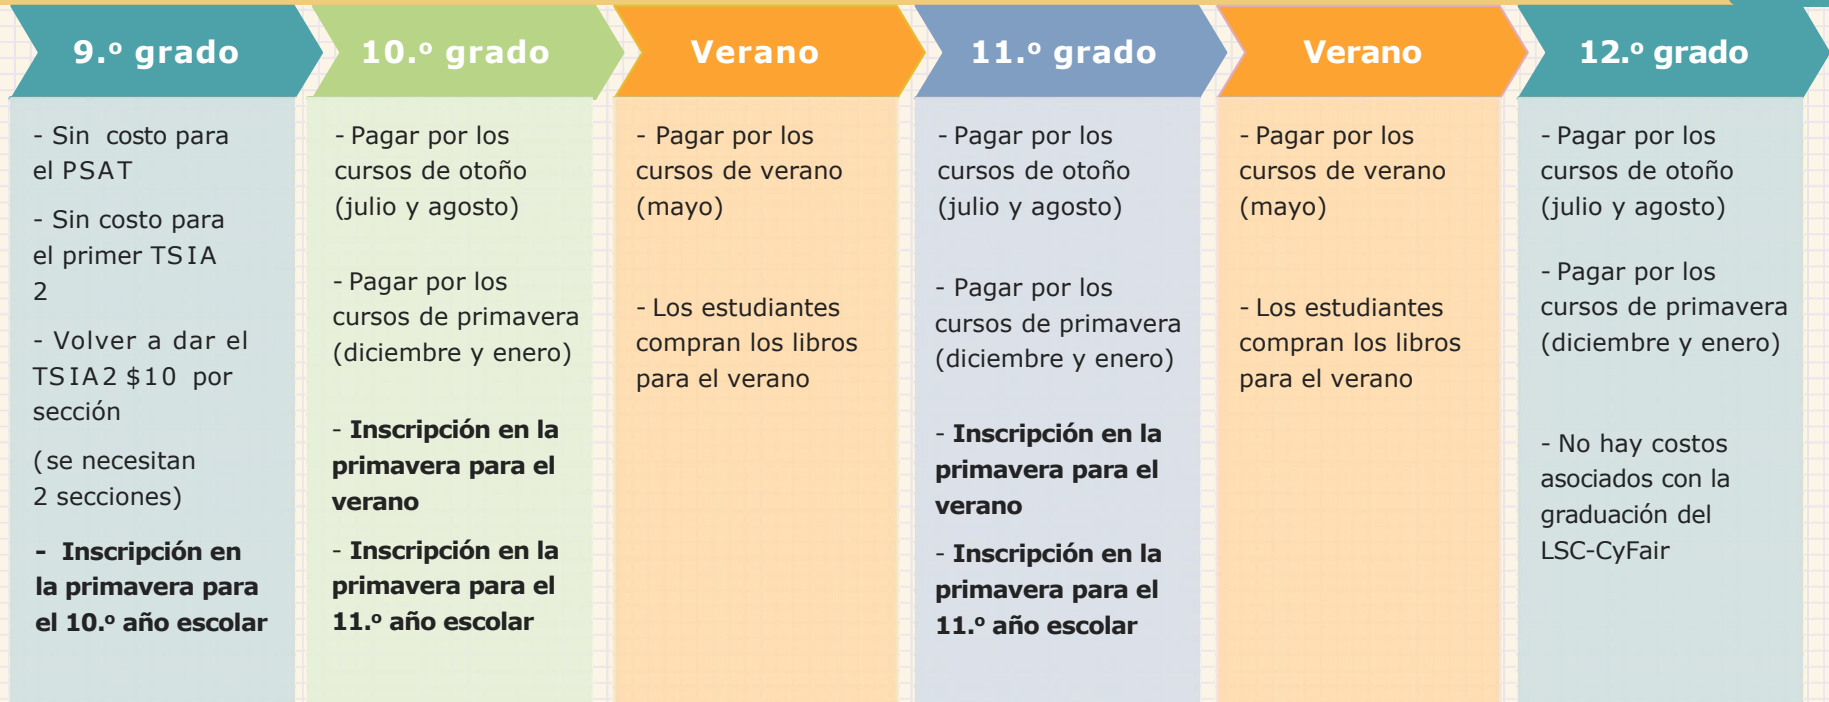 9.º grado
- Sin costo para
el PSAT
- Sin costo para
el primer TSIA
2
- Volver a dar el
TSIA2 $10 por
sección
(se necesitan
2 secciones)
- Inscripción en
la primavera para
el 10.º año escolar
10.º grado
- Pagar por los
cursos de otoño
(julio y agosto)
- Pagar por los
cursos de primavera
(diciembre y enero)
- Inscripción en la
primavera para el
verano
- Inscripción en la
primavera para el
11.º año escolar
Verano
- Pagar por los
cursos de verano
(mayo)
- Los estudiantes
compran los libros
para el verano
11.º grado
- Pagar por los
cursos de otoño
(julio y agosto)
- Pagar por los
cursos de primavera
(diciembre y enero)
- Inscripción en la
primavera para el
verano
- Inscripción en la
primavera para el
11.º año escolar
Verano
- Pagar por los
cursos de verano
(mayo)
- Los estudiantes
compran los libros
para el verano
12.º grado
- Pagar por los
cursos de otoño
(julio y agosto)
- Pagar por los
cursos de primavera
(diciembre y enero)
- No hay costos
asociados con la
graduación del
LSC-CyFair